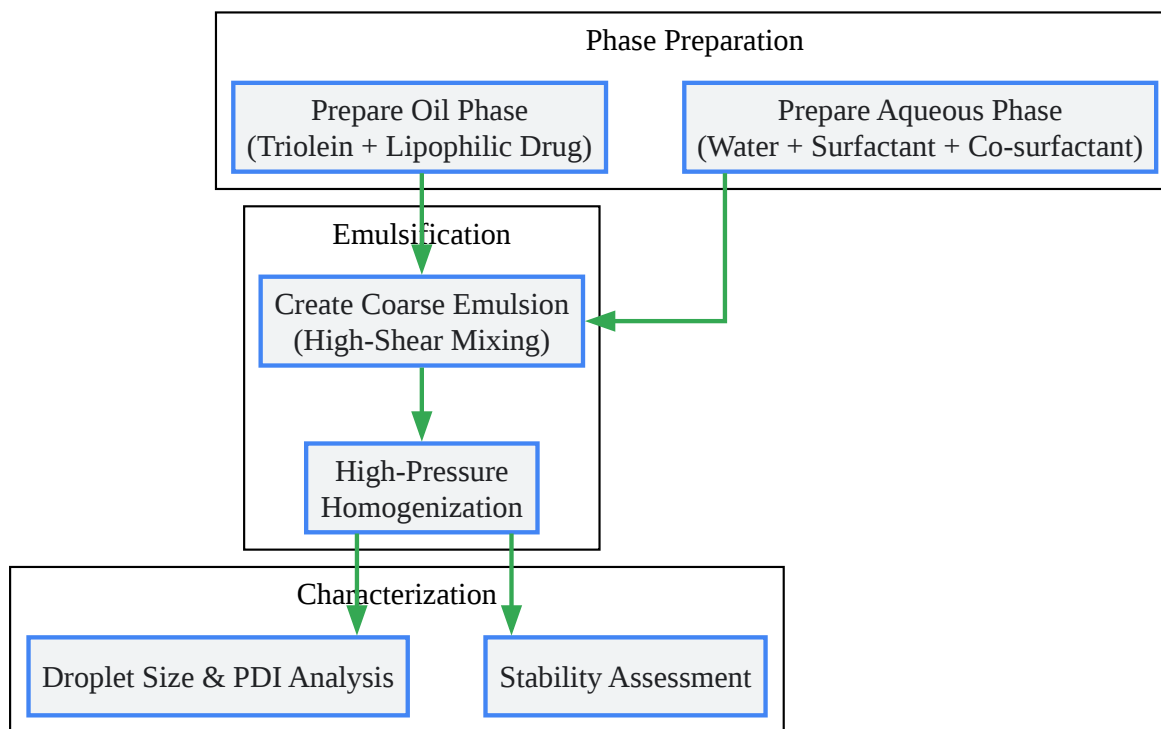 Phase Preparation
Prepare Oil Phase
(Triolein + Lipophilic Drug)
Prepare Aqueous Phase
(Water + Surfactant + Co-surfactant)
Emulsification
Create Coarse Emulsion
(High-Shear Mixing)
High-Pressure
Homogenization
Characterization
Droplet Size & PDI Analysis
Stability Assessment